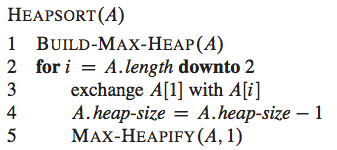 HEAPSORT(A)
1 BUILD-MAX-HEAP(A)
2 for i = A.length downto 2
3 exchange A[1] with A[i]
4 A.heap-size = A.heap-size − 1
5 MAX-HEAPIFY(A, 1)